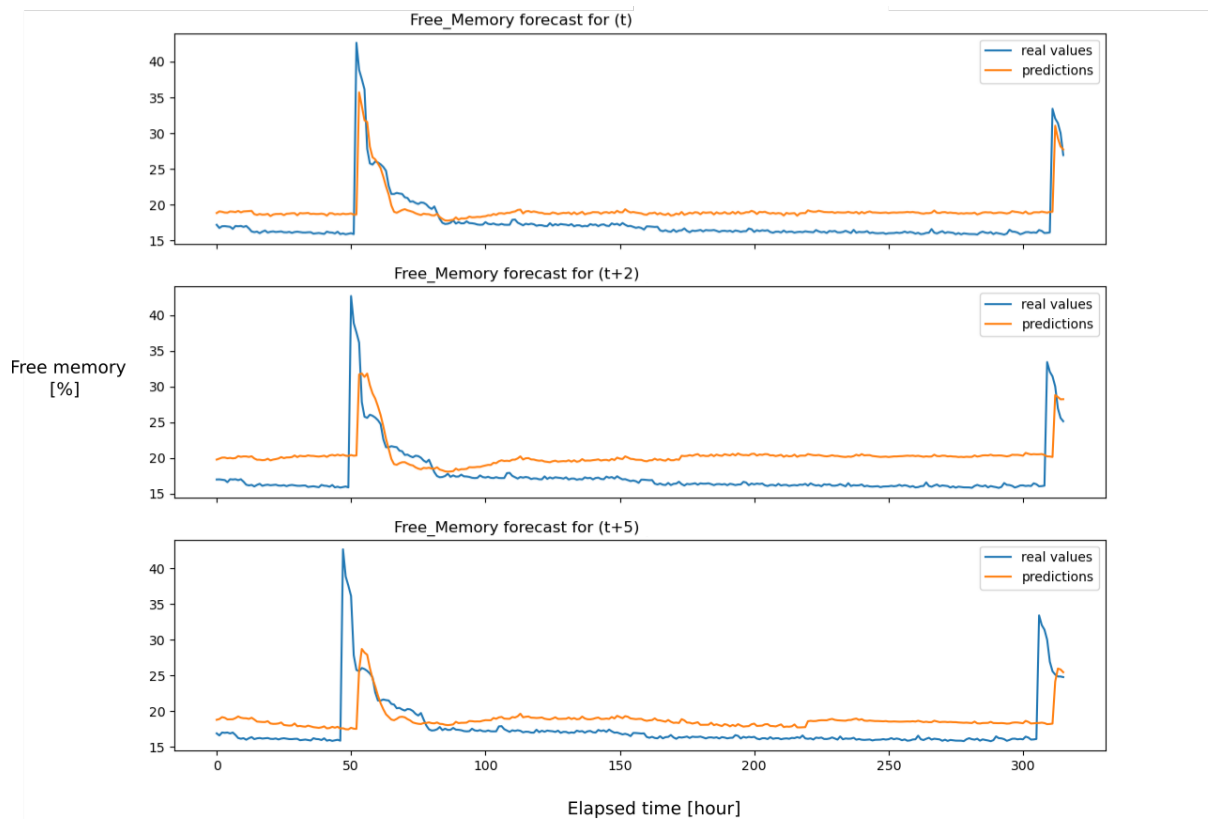 Free_Memory forecast for (t)
40
35
30
25
20
15
real values
predictions
Free_Memory forecast for (t+2)
40
35
30
25
20
15
real values
predictions
Free memory
[%]
Free_Memory forecast for (t+5)
40
35
30
25
20
15
real values
predictions
0 50 100 150 200 250 300
Elapsed time [hour]